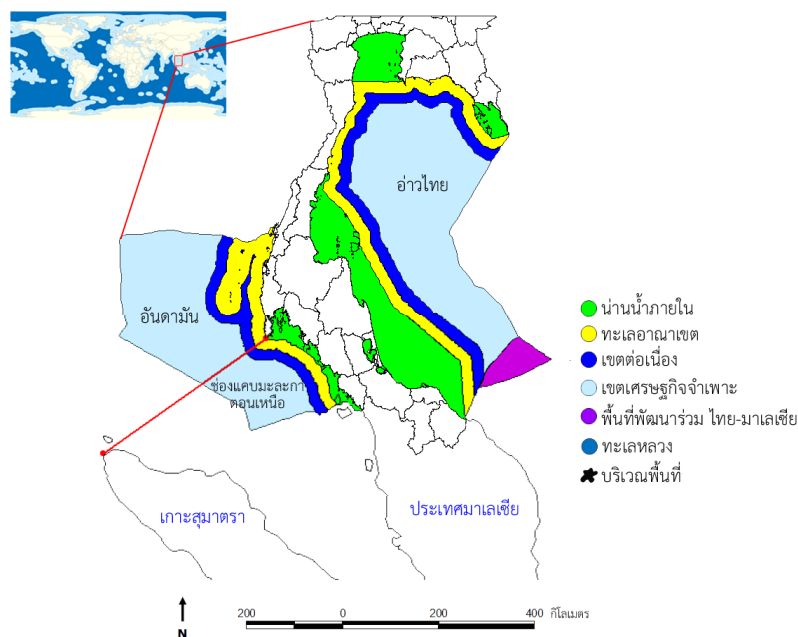 อ่าวไทย
อันดามัน
ช่องแคบมะละกา
ตอนเหนือ
น่านน้ำภายใน
ทะเลอาณาเขต
เขตต่อเนื่อง
เขตเศรษฐกิจจำเพาะ
พื้นที่พัฒนาร่วม ไทย-มาเลเซีย
ทะเลหลวง
บริเวณพื้นที่
เกาะสุมาตรา
ประเทศมาเลเซีย
N
200 0 200 400 กิโลเมตร